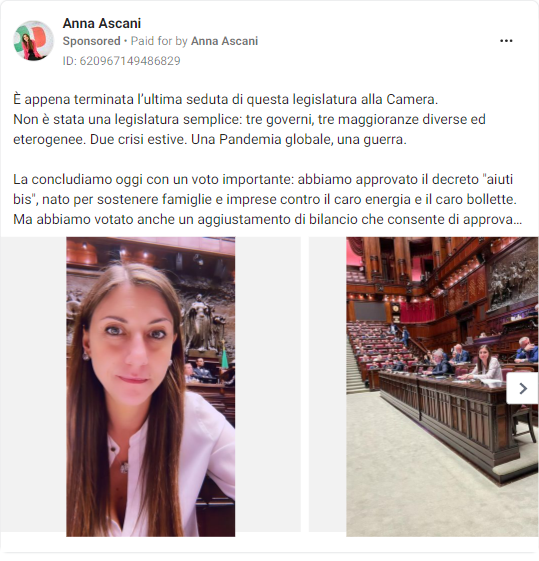 Anna Ascani
Sponsored • Paid for by Anna Ascani
ID: 620967149486829
È appena terminata l'ultima seduta di questa legislatura alla Camera.
Non è stata una legislatura semplice: tre governi, tre maggioranze diverse ed
eterogenee. Due crisi estive. Una Pandemia globale, una guerra.
La concludiamo oggi con un voto importante: abbiamo approvato il decreto "aiuti
bis", nato per sostenere famiglie e imprese contro il caro energia e il caro bollette.
Ma abbiamo votato anche un aggiustamento di bilancio che consente di approva...